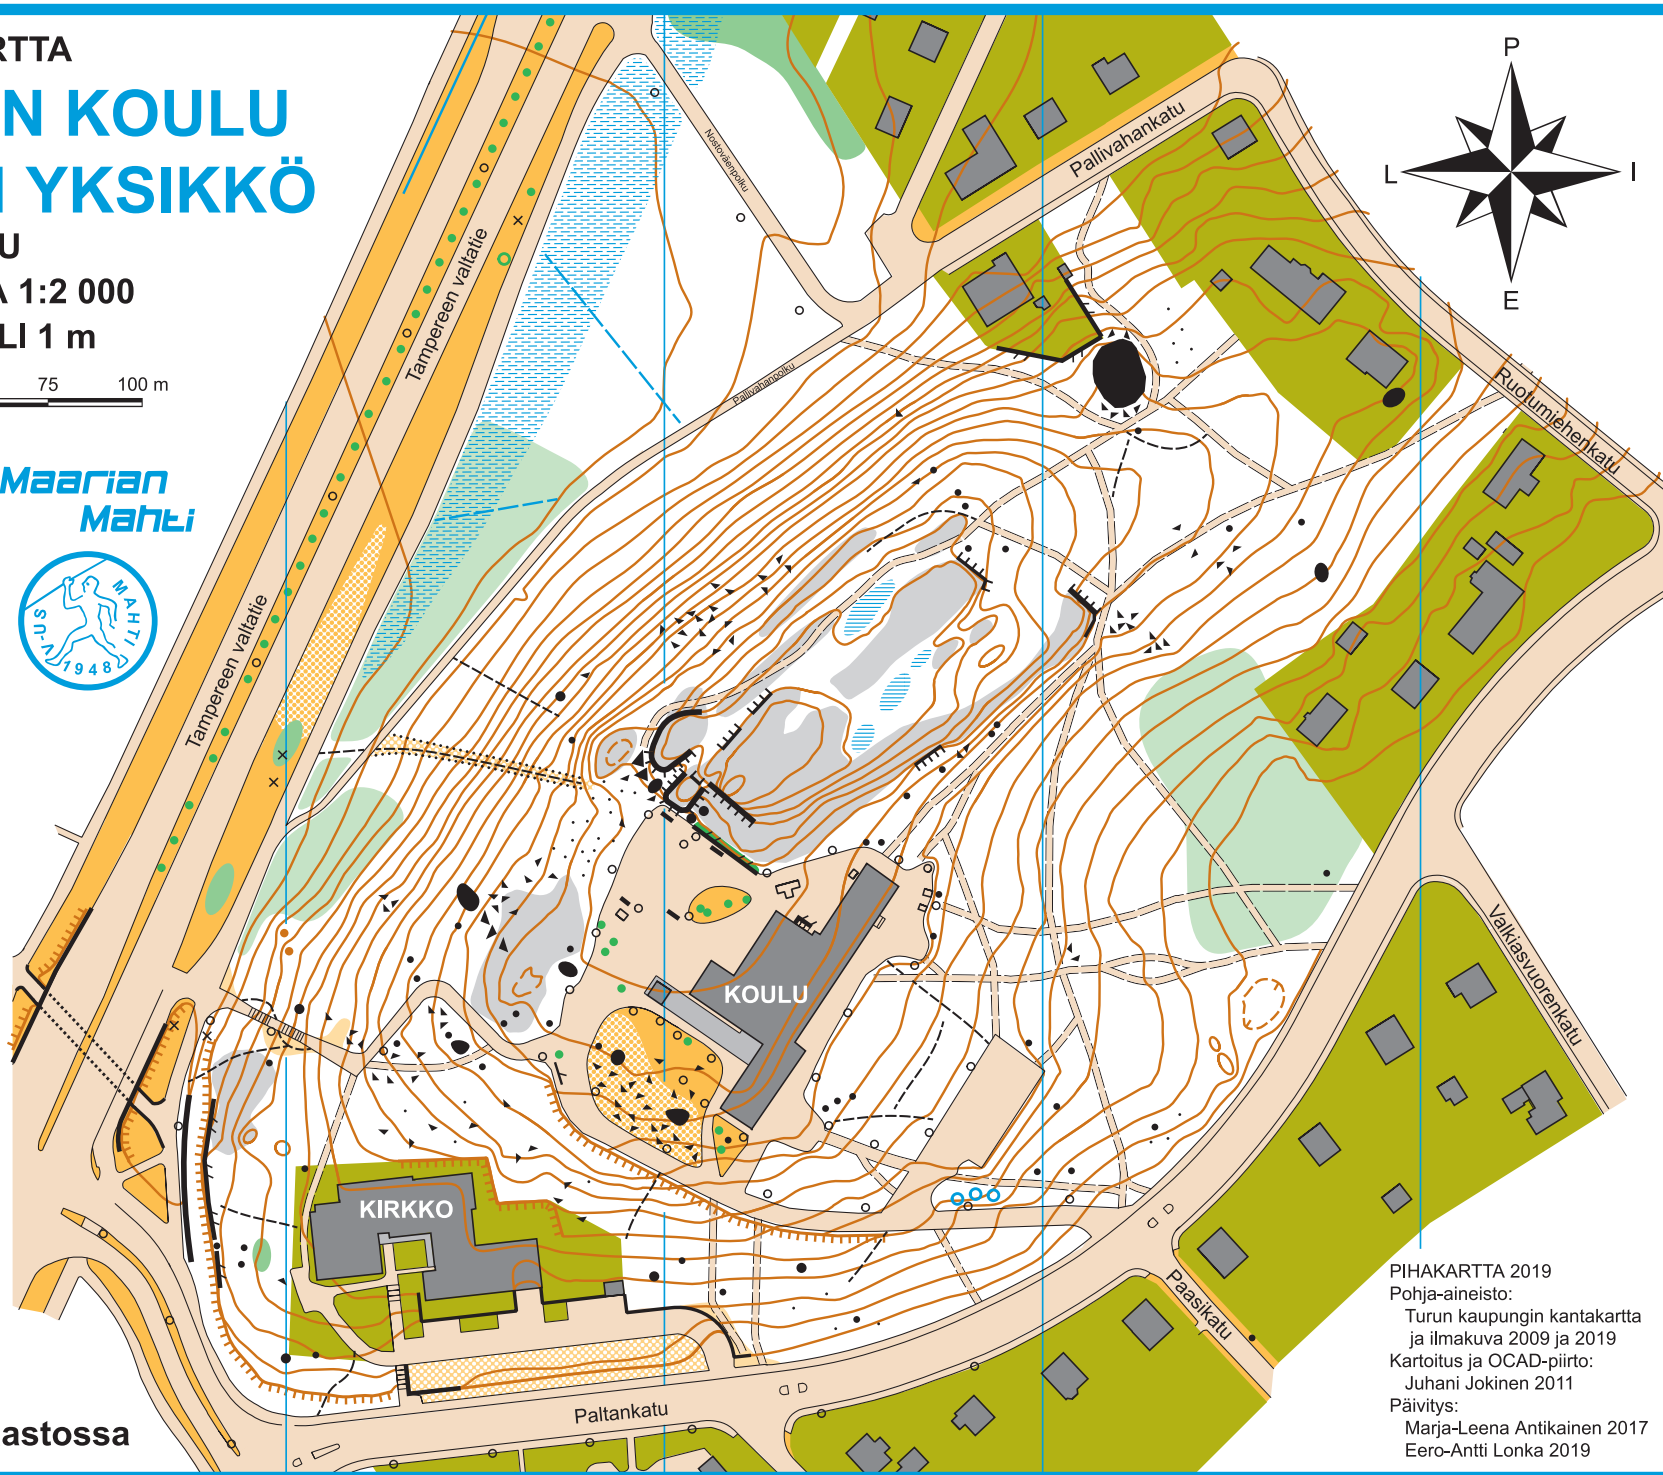 RTTA
N KOULU
I YKSIKKÖ
U
A 1:2 000
LI 1 m
75 100 m
Maarian
Mahti
V-US MAHTI
1948
astossa
Tampereen valtatie
Tampereen valtatie
Nostoväenpolku
Pallivahankatu
Pallivahanpolku
Ruotumiehenkatu
Valkiasvuorenkatu
Paasikatu
Paltankatu
KOULU
KIRKKO
P
L I
E
PIHAKARTTA 2019
Pohja-aineisto:
Turun kaupungin kantakartta
ja ilmakuva 2009 ja 2019
Kartoitus ja OCAD-piirto:
Juhani Jokinen 2011
Päivitys:
Marja-Leena Antikainen 2017
Eero-Antti Lonka 2019